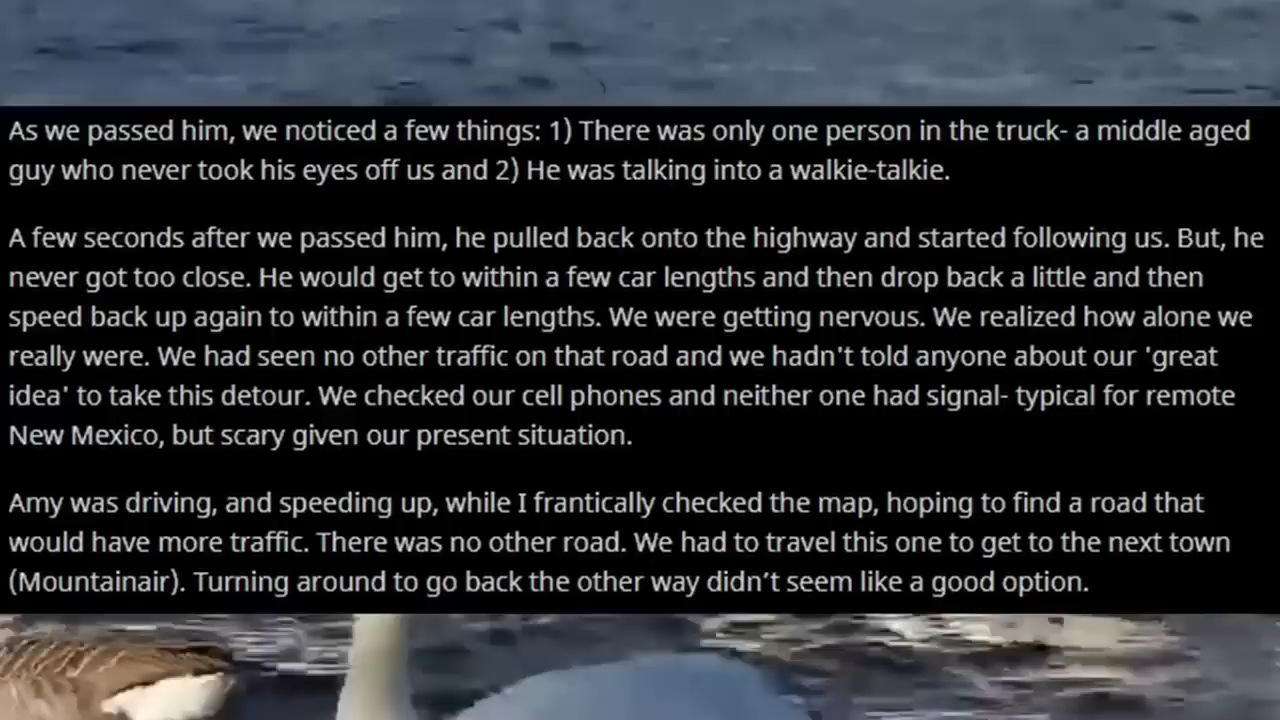 As we passed him, we noticed a few things: 1) There was only one person in the truck- a middle aged
guy who never took his eyes off us and 2) He was talking into a walkie-talkie.
A few seconds after we passed him, he pulled back onto the highway and started following us. But, he
never got too close. He would get to within a few car lengths and then drop back a little and then
speed back up again to within a few car lengths. We were getting nervous. We realized how alone we
really were. We had seen no other traffic on that road and we hadn't told anyone about our 'great
idea' to take this detour. We checked our cell phones and neither one had signal- typical for remote
New Mexico, but scary given our present situation.
Amy was driving, and speeding up, while I frantically checked the map, hoping to find a road that
would have more traffic. There was no other road. We had to travel this one to get to the next town
(Mountainair). Turning around to go back the other way didn’t seem like a good option.